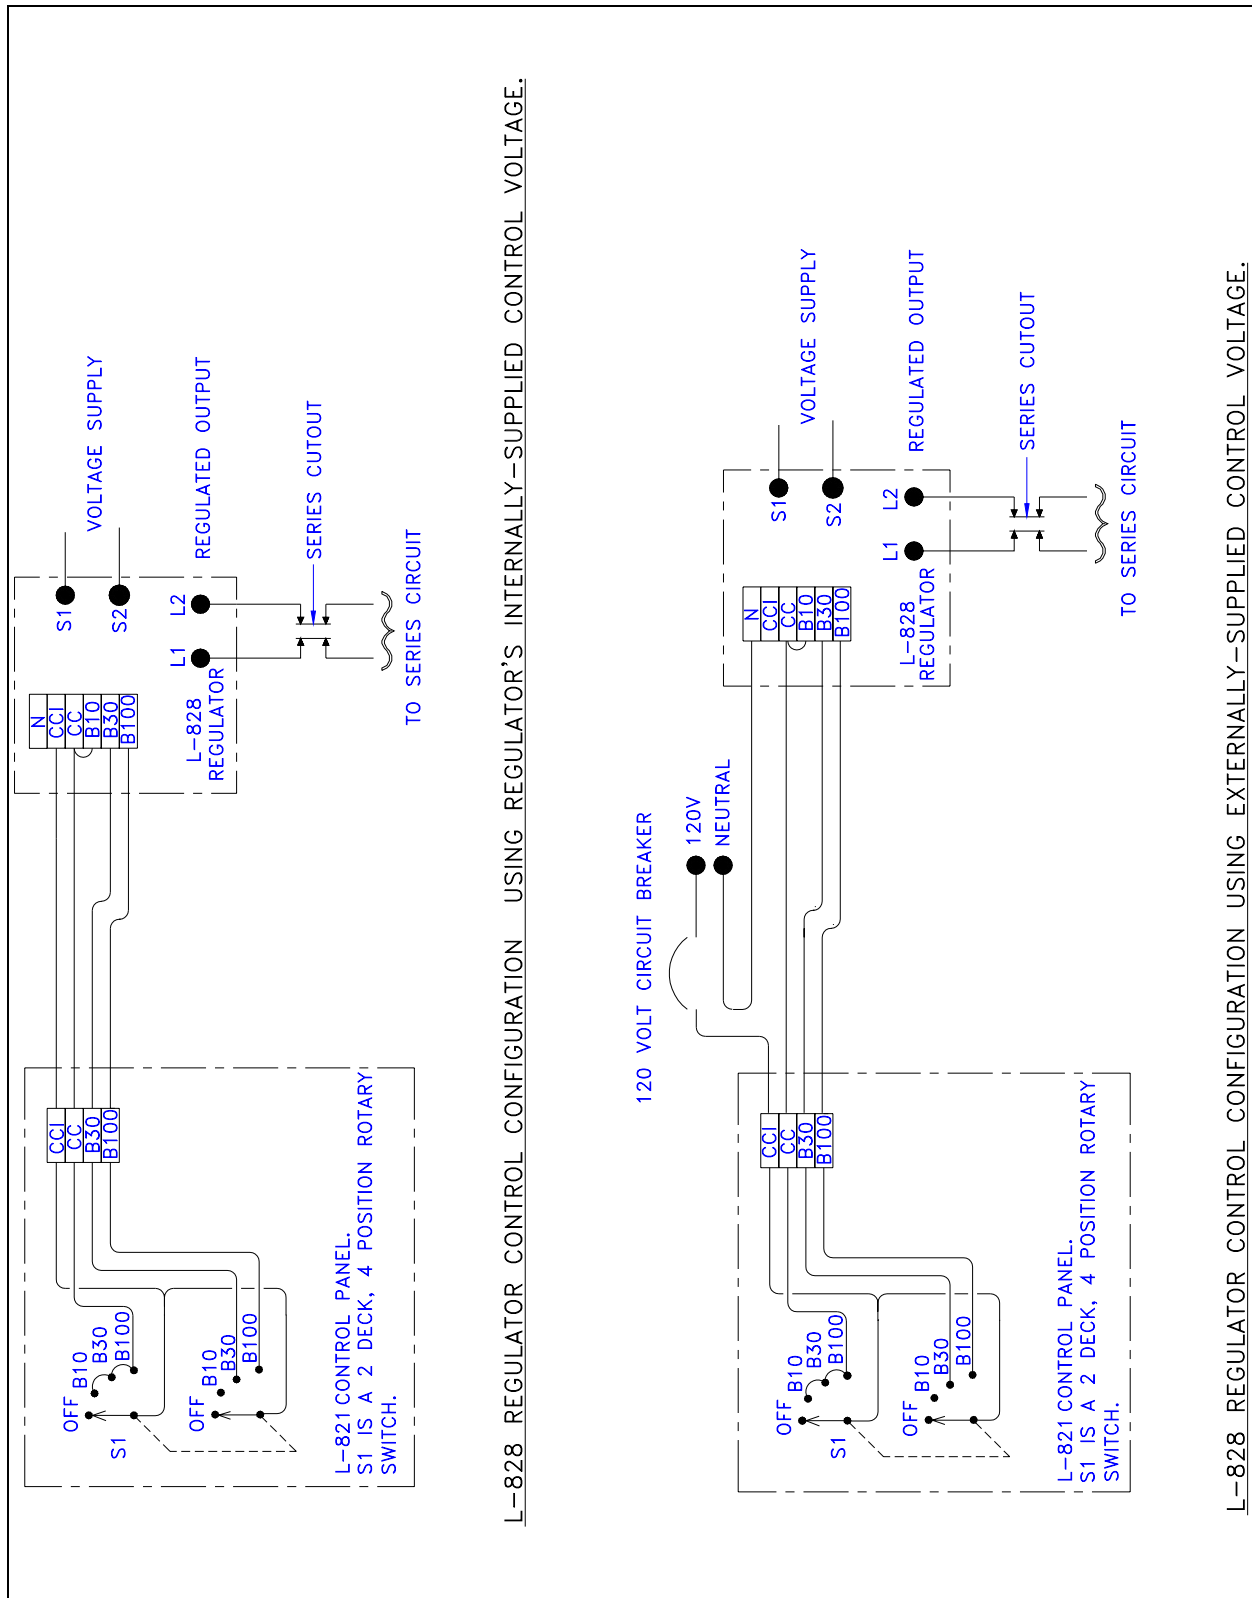 L-821 CONTROL PANEL.
S1 IS A 2 DECK, 4 POSITION ROTARY
SWITCH.
OFF
B10
B30
B100
S1
OFF
B10
B30
B100
CCI
CC
B30
B100
N
CCI
CC
B10
B30
B100
L-828
REGULATOR
S1
S2
L1
L2
VOLTAGE SUPPLY
REGULATED OUTPUT
SERIES CUTOUT
TO SERIES CIRCUIT
L-828 REGULATOR CONTROL CONFIGURATION USING REGULATOR'S INTERNALLY-SUPPLIED CONTROL VOLTAGE.
120 VOLT CIRCUIT BREAKER
120V
NEUTRAL
OFF
B10
B30
B100
S1
OFF
B10
B30
B100
L-821 CONTROL PANEL.
S1 IS A 2 DECK, 4 POSITION ROTARY
SWITCH.
CCI
CC
B30
B100
N
CCI
CC
B10
B30
B100
L-828
REGULATOR
S1
S2
L1
L2
VOLTAGE SUPPLY
REGULATED OUTPUT
SERIES CUTOUT
TO SERIES CIRCUIT
L-828 REGULATOR CONTROL CONFIGURATION USING EXTERNALLY-SUPPLIED CONTROL VOLTAGE.